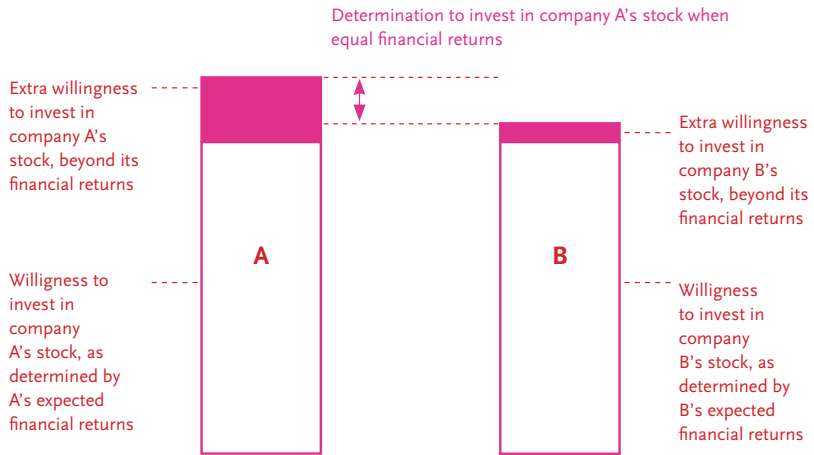 Determination to invest in company A's stock when
equal financial returns
Extra willingness
to invest in
company A's
stock, beyond its
financial returns
Extra willingness
to invest in
company B's
stock, beyond its
financial returns
A
B
Willigness to
invest in
company
A's stock, as
determined by
A's expected
financial returns
Willigness
to invest in
company
B's stock, as
determined by
B's expected
financial returns